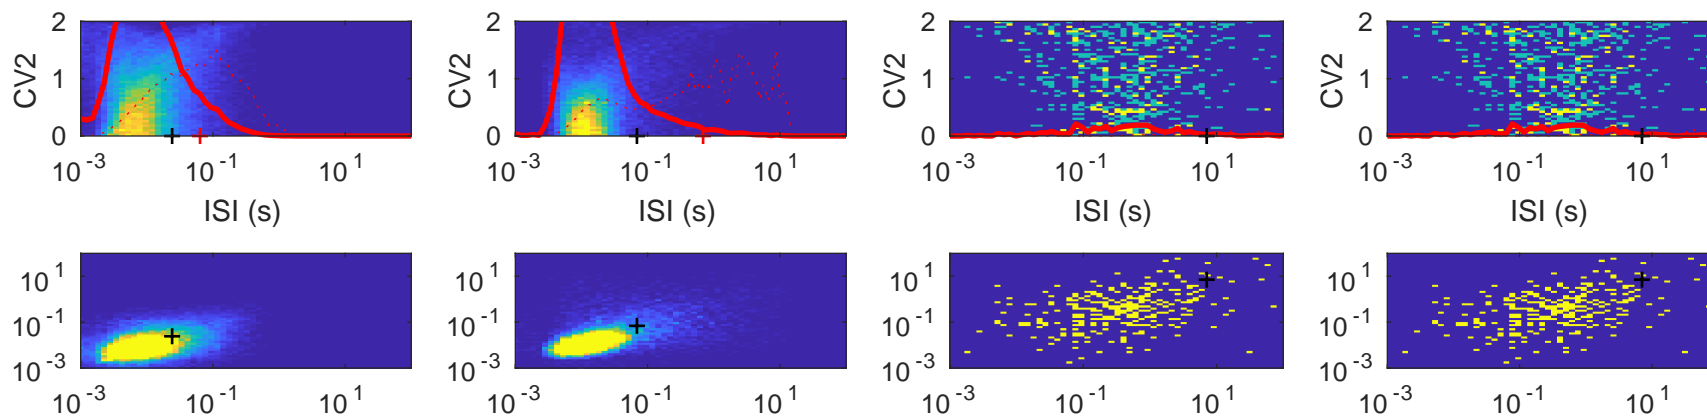 2 2 2 2
CV2 CV2 CV2 CV2
1 1 1 1
0 0 0 0
10^-3 10^-1 10^1 10^-3 10^-1 10^1 10^-3 10^-1 10^1 10^-3 10^-1 10^1
ISI (s) ISI (s) ISI (s) ISI (s)
10^1 10^1 10^1 10^1
10^-1 10^-1 10^-1 10^-1
10^-3 10^-3 10^-3 10^-3
10^-3 10^-1 10^1 10^-3 10^-1 10^1 10^-3 10^-1 10^1 10^-3 10^-1 10^1